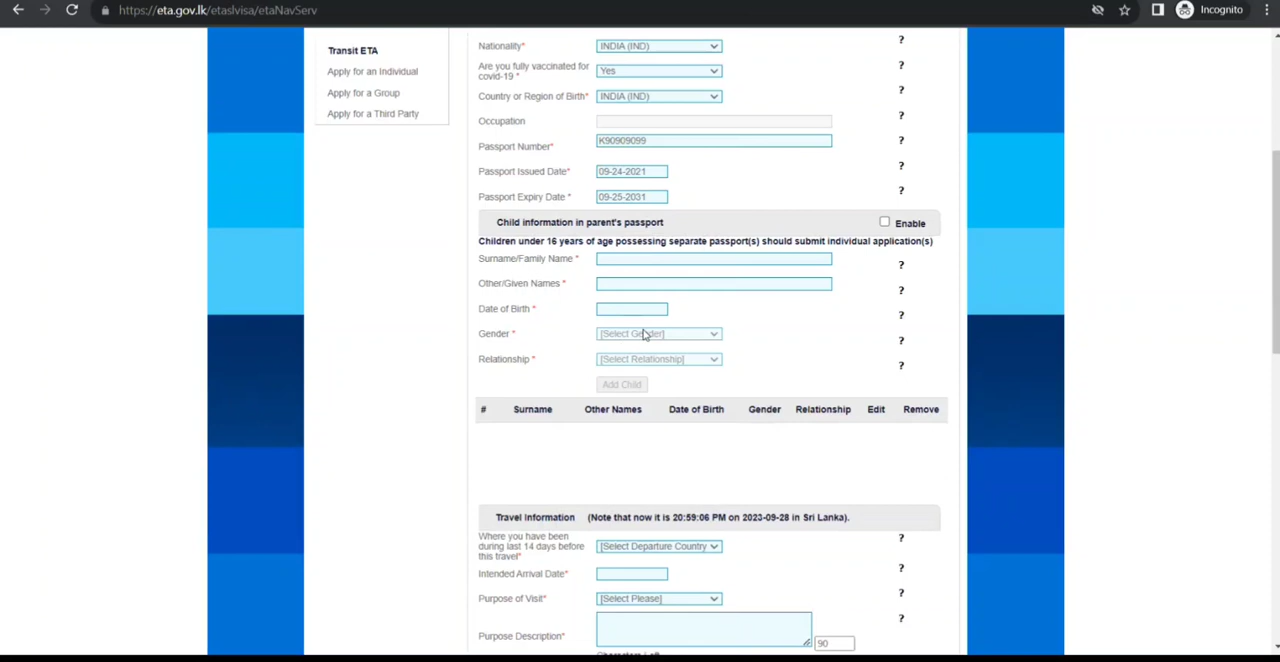 https://eta.gov.lk/etaslvisa/etaNavServ
Incognito
Transit ETA
Apply for an Individual
Apply for a Group
Apply for a Third Party
Nationality* INDIA (IND) ?
Are you fully vaccinated for covid-19 * Yes ?
Country or Region of Birth* INDIA (IND) ?
Occupation ?
Passport Number* K90909099 ?
Passport Issued Date* 09-24-2021 ?
Passport Expiry Date * 09-25-2031 ?
Child information in parent's passport Enable
Children under 16 years of age possessing separate passport(s) should submit individual application(s)
Surname/Family Name * ?
Other/Given Names * ?
Date of Birth * ?
Gender * [Select Gender] ?
Relationship * [Select Relationship] ?
Add Child
# Surname Other Names Date of Birth Gender Relationship Edit Remove
Travel Information (Note that now it is 20:59:06 PM on 2023-09-28 in Sri Lanka).
Where you have been
during last 14 days before
this travel* [Select Departure Country ?
Intended Arrival Date* ?
Purpose of Visit* [Select Please] ?
Purpose Description* 90 ?